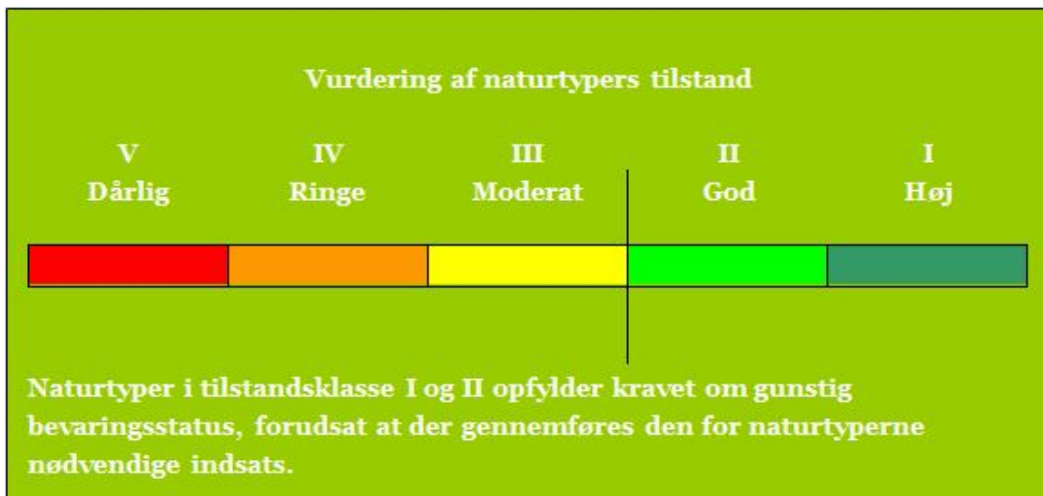 Vurdering af naturtypers tilstand
V IV III II I
Dårlig Ringe Moderat God Høj
Naturtyper i tilstandsklasse I og II opfylder kravet om gunstig
bevaringsstatus, forudsat at der gennemføres den for naturtyperne
nødvendige indsats.